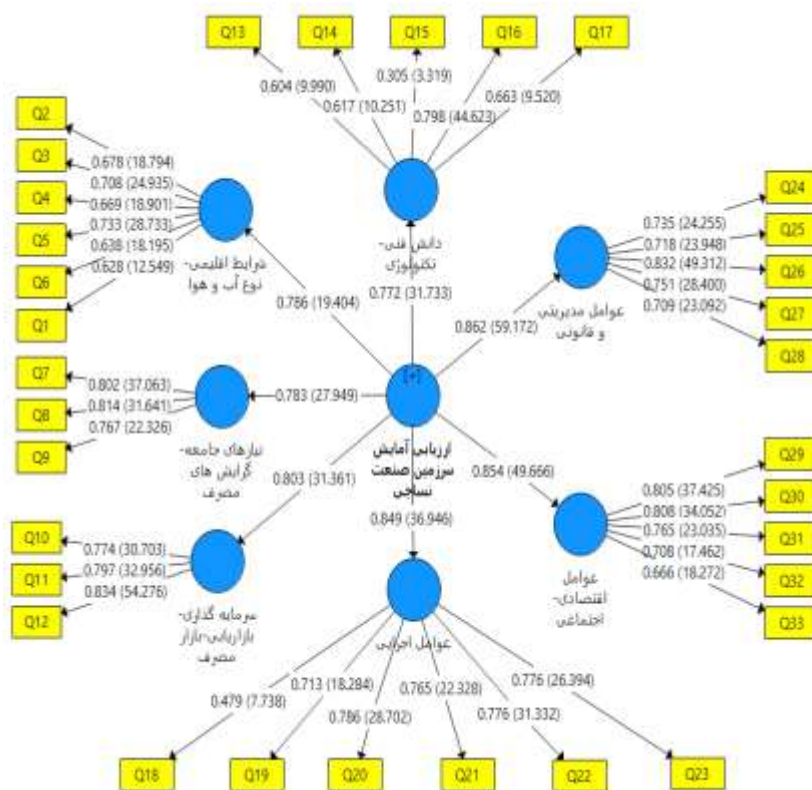 Q13
Q14
Q15
Q16
Q17
0.604 (9.990)
0.617 (10.251)
0.305 (3.319)
0.798 (44.623)
0.663 (9.520)
Q2
Q3
Q4
Q5
Q6
Q1
0.678 (18.794)
0.708 (24.935)
0.669 (18.901)
0.733 (28.733)
0.638 (18.195)
0.628 (12.549)
شرایط اقلیمی-
نوع آب و هوا
دانش فنی-
تکنولوژی
Q24
Q25
Q26
Q27
Q28
0.735 (24.255)
0.718 (23.948)
0.832 (49.312)
0.751 (28.400)
0.709 (23.092)
عوامل مدیریتی
و قانونی
0.786 (19.404)
0.772 (31.733)
0.862 (59.172)
Q7
Q8
Q9
0.802 (37.063)
0.814 (31.641)
0.767 (22.326)
0.783 (27.949)
[+]
نیازهای جامعه-
گرایش های
مصرف
ارزیابی آمایش
سرزمین صنعت
نساجی
0.803 (31.361)
0.849 (36.946)
0.854 (49.666)
Q10
Q11
Q12
0.774 (30.703)
0.797 (32.956)
0.834 (54.276)
سرمایه گذاری-
بازاریابی-بازار
مصرف
Q29
Q30
Q31
Q32
Q33
0.805 (37.425)
0.808 (34.052)
0.765 (23.035)
0.708 (17.462)
0.666 (18.272)
عوامل
اقتصادی-
اجتماعی
عوامل اجرایی
0.479 (7.738)
0.713 (18.284)
0.786 (28.702)
0.765 (22.328)
0.776 (31.332)
0.776 (26.394)
Q18
Q19
Q20
Q21
Q22
Q23